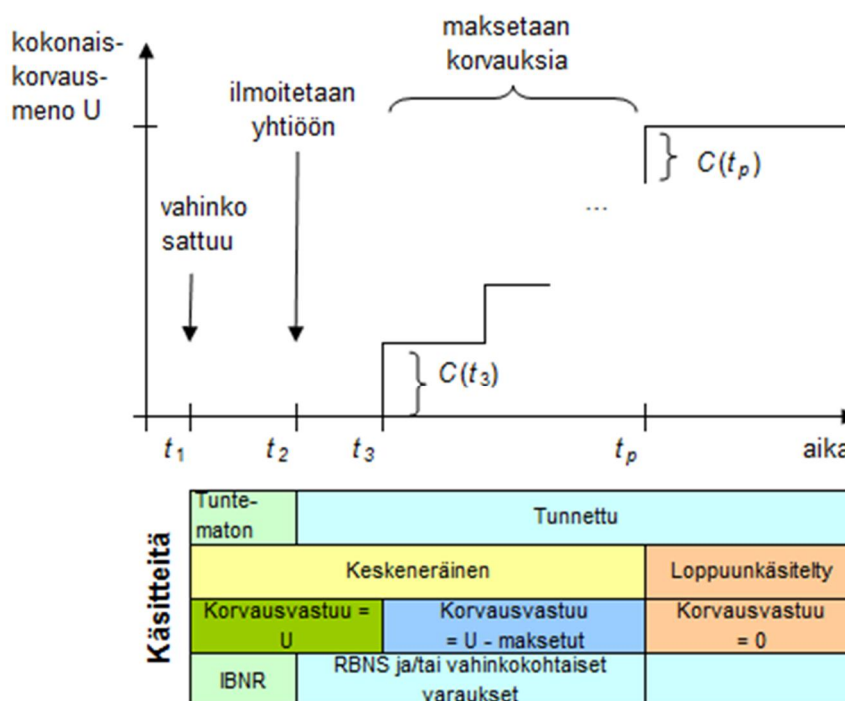 kokonais-
korvaus-
meno U
maksetaan
korvauksia
ilmoitetaan
yhtiöön
vahinko
sattuu
C(tp)
...
C(t3)
t1
t2
t3
tp
aika
Käsitteitä
Tunte-
maton
Tunnettu
Keskeneräinen
Loppuunkäsitelty
Korvausvastuu =
U
Korvausvastuu
= U - maksetut
Korvausvastuu
= 0
IBNR
RBNS ja/tai vahinkokohtaiset
varaukset